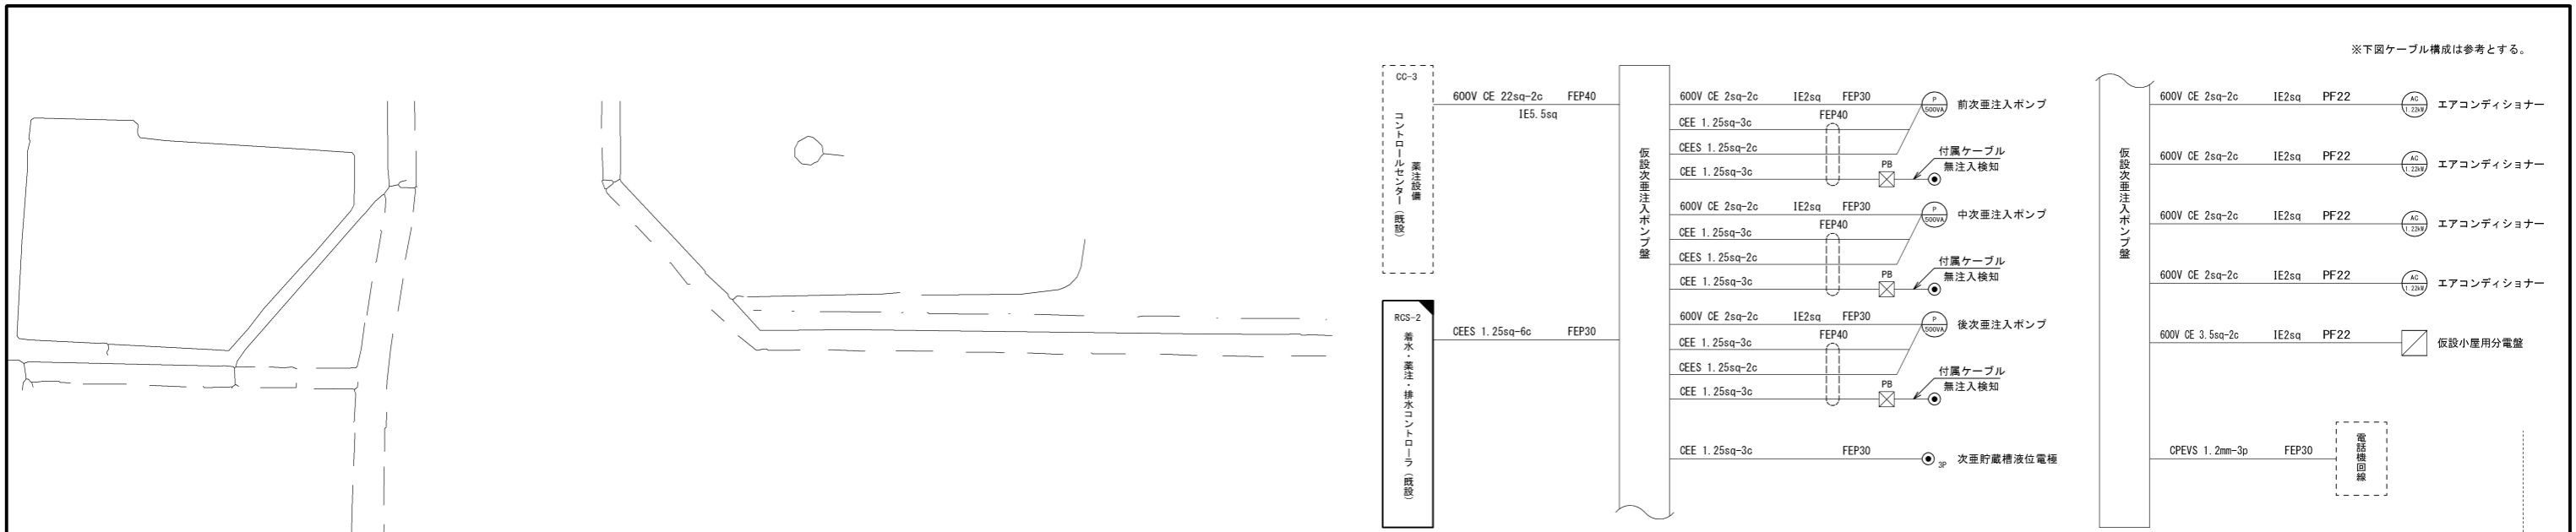 ※下図ケーブル構成は参考とする。
CC-3
コントロールセンター（既設）
薬注設備
600V CE 22sq-2c FEP40
IE5.5sq
RCS-2
着水・薬注・排水コントローラ（既設）
CEES 1.25sq-6c FEP30
仮設次亜注入ポンプ盤
600V CE 2sq-2c IE2sq FEP30
P
500VA
前次亜注入ポンプ
CEE 1.25sq-3c
FEP40
CEES 1.25sq-2c
CEE 1.25sq-3c
PB
付属ケーブル
無注入検知
600V CE 2sq-2c IE2sq FEP30
P
500VA
中次亜注入ポンプ
CEE 1.25sq-3c
FEP40
CEES 1.25sq-2c
CEE 1.25sq-3c
PB
付属ケーブル
無注入検知
600V CE 2sq-2c IE2sq FEP30
P
500VA
後次亜注入ポンプ
CEE 1.25sq-3c
FEP40
CEES 1.25sq-2c
CEE 1.25sq-3c
PB
付属ケーブル
無注入検知
CEE 1.25sq-3c FEP30
3P
次亜貯蔵槽液位電極
仮設次亜注入ポンプ盤
600V CE 2sq-2c IE2sq PF22
AC
1.22kW
エアコンディショナー
600V CE 2sq-2c IE2sq PF22
AC
1.22kW
エアコンディショナー
600V CE 2sq-2c IE2sq PF22
AC
1.22kW
エアコンディショナー
600V CE 2sq-2c IE2sq PF22
AC
1.22kW
エアコンディショナー
600V CE 3.5sq-2c IE2sq PF22
仮設小屋用分電盤
CPEVS 1.2mm-3p FEP30
電話機回線